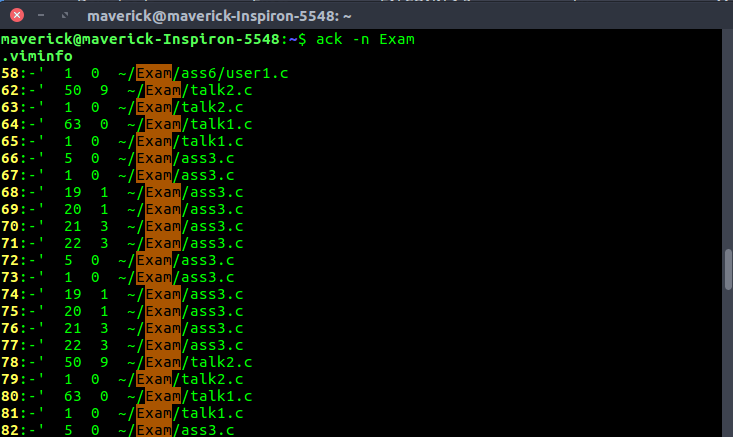 maverick@maverick-Inspiron-5548: ~
maverick@maverick-Inspiron-5548:~$ ack -n Exam
.viminfo
58:-'  1  0  ~/Exam/ass6/user1.c
62:-'  50  9  ~/Exam/talk2.c
63:-'  1  0  ~/Exam/talk2.c
64:-'  63  0  ~/Exam/talk1.c
65:-'  1  0  ~/Exam/talk1.c
66:-'  5  0  ~/Exam/ass3.c
67:-'  1  0  ~/Exam/ass3.c
68:-'  19  1  ~/Exam/ass3.c
69:-'  20  1  ~/Exam/ass3.c
70:-'  21  3  ~/Exam/ass3.c
71:-'  22  3  ~/Exam/ass3.c
72:-'  5  0  ~/Exam/ass3.c
73:-'  1  0  ~/Exam/ass3.c
74:-'  19  1  ~/Exam/ass3.c
75:-'  20  1  ~/Exam/ass3.c
76:-'  21  3  ~/Exam/ass3.c
77:-'  22  3  ~/Exam/ass3.c
78:-'  50  9  ~/Exam/talk2.c
79:-'  1  0  ~/Exam/talk2.c
80:-'  63  0  ~/Exam/talk1.c
81:-'  1  0  ~/Exam/talk1.c
82:-'  5  0  ~/Exam/ass3.c